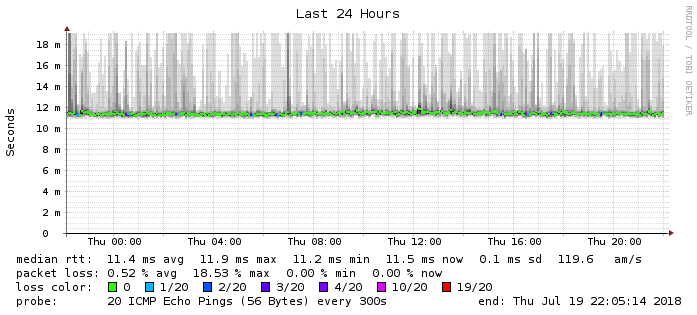 Last 24 Hours
RRDTOOL / TOBI OETIKER
Seconds
18 m
16 m
14 m
12 m
10 m
8 m
6 m
4 m
2 m
0
Thu 00:00 Thu 04:00 Thu 08:00 Thu 12:00 Thu 16:00 Thu 20:00
median rtt: 11.4 ms avg 11.9 ms max 11.2 ms min 11.5 ms now 0.1 ms sd 119.6 am/s
packet loss: 0.52 % avg 18.53 % max 0.00 % min 0.00 % now
loss color: 0 1/20 2/20 3/20 4/20 10/20 19/20
probe: 20 ICMP Echo Pings (56 Bytes) every 300s end: Thu Jul 19 22:05:14 2018